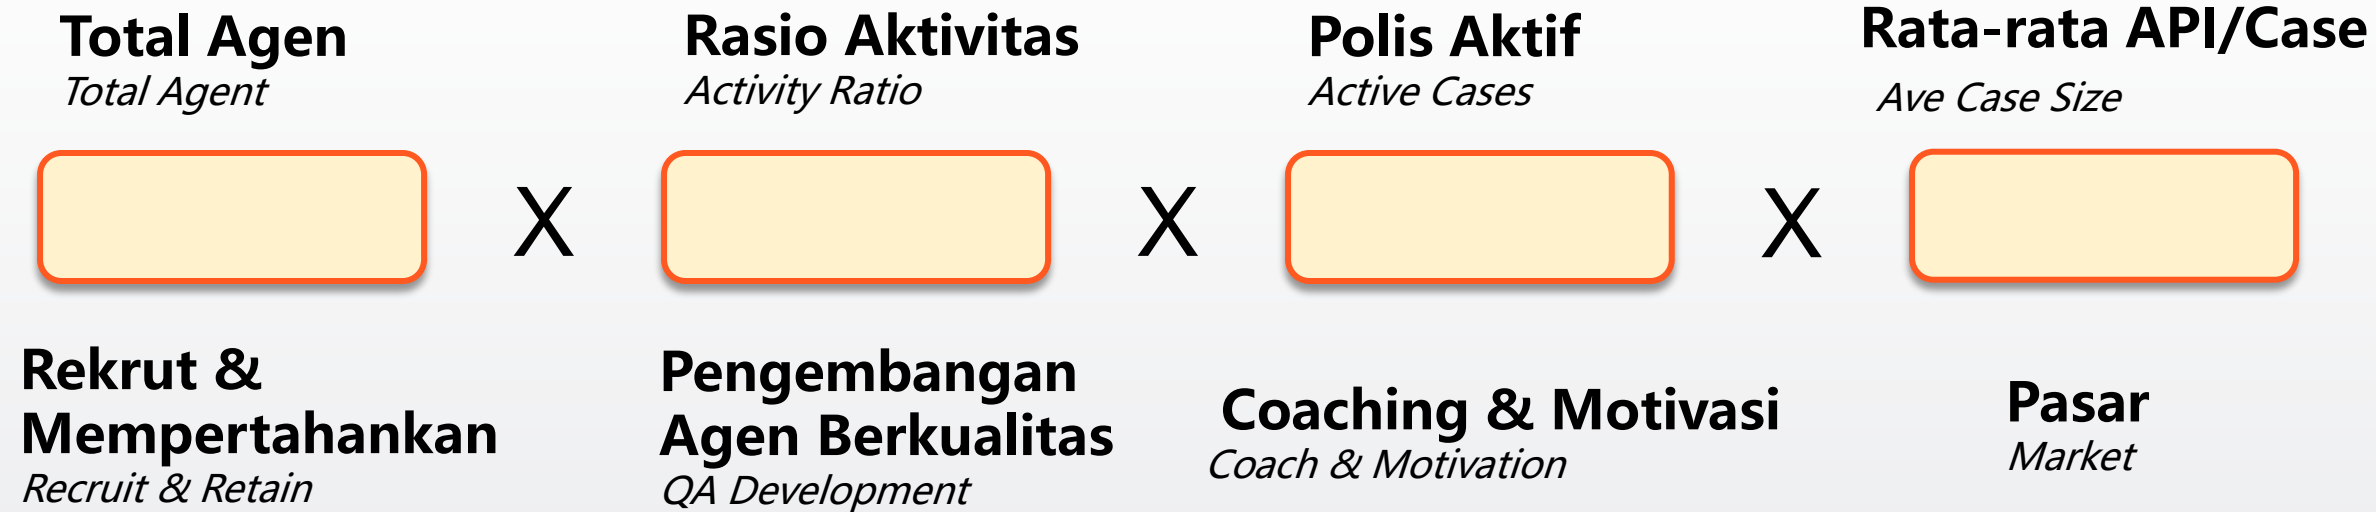 Total Agen
Total Agent
Rasio Aktivitas
Activity Ratio
Polis Aktif
Active Cases
Rata-rata API/Case
Ave Case Size
X
X
X
Rekrut &
Mempertahankan
Recruit & Retain
Pengembangan
Agen Berkualitas
QA Development
Coaching & Motivasi
Coach & Motivation
Pasar
Market